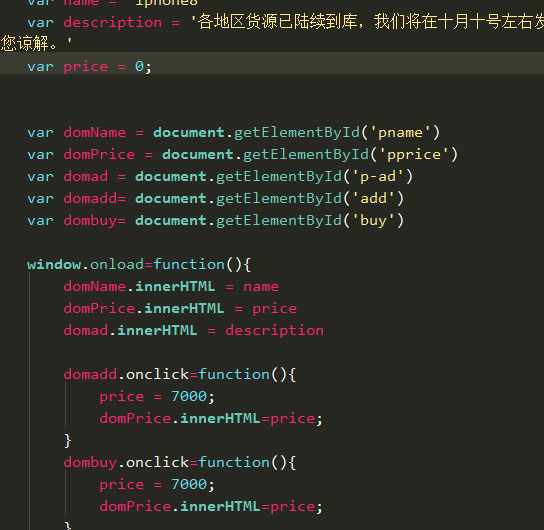 var name = 'iphone8'
var description = '各地区货源已陆续到库，我们将在十月十号左右发
您谅解。'
var price = 0;
var domName = document.getElementById('pname')
var domPrice = document.getElementById('pprice')
var domad = document.getElementById('p-ad')
var domadd= document.getElementById('add')
var dombuy= document.getElementById('buy')
window.onload=function(){
domName.innerHTML = name
domPrice.innerHTML = price
domad.innerHTML = description
domadd.onclick=function(){
price = 7000;
domPrice.innerHTML=price;
}
dombuy.onclick=function(){
price = 7000;
domPrice.innerHTML=price;
}